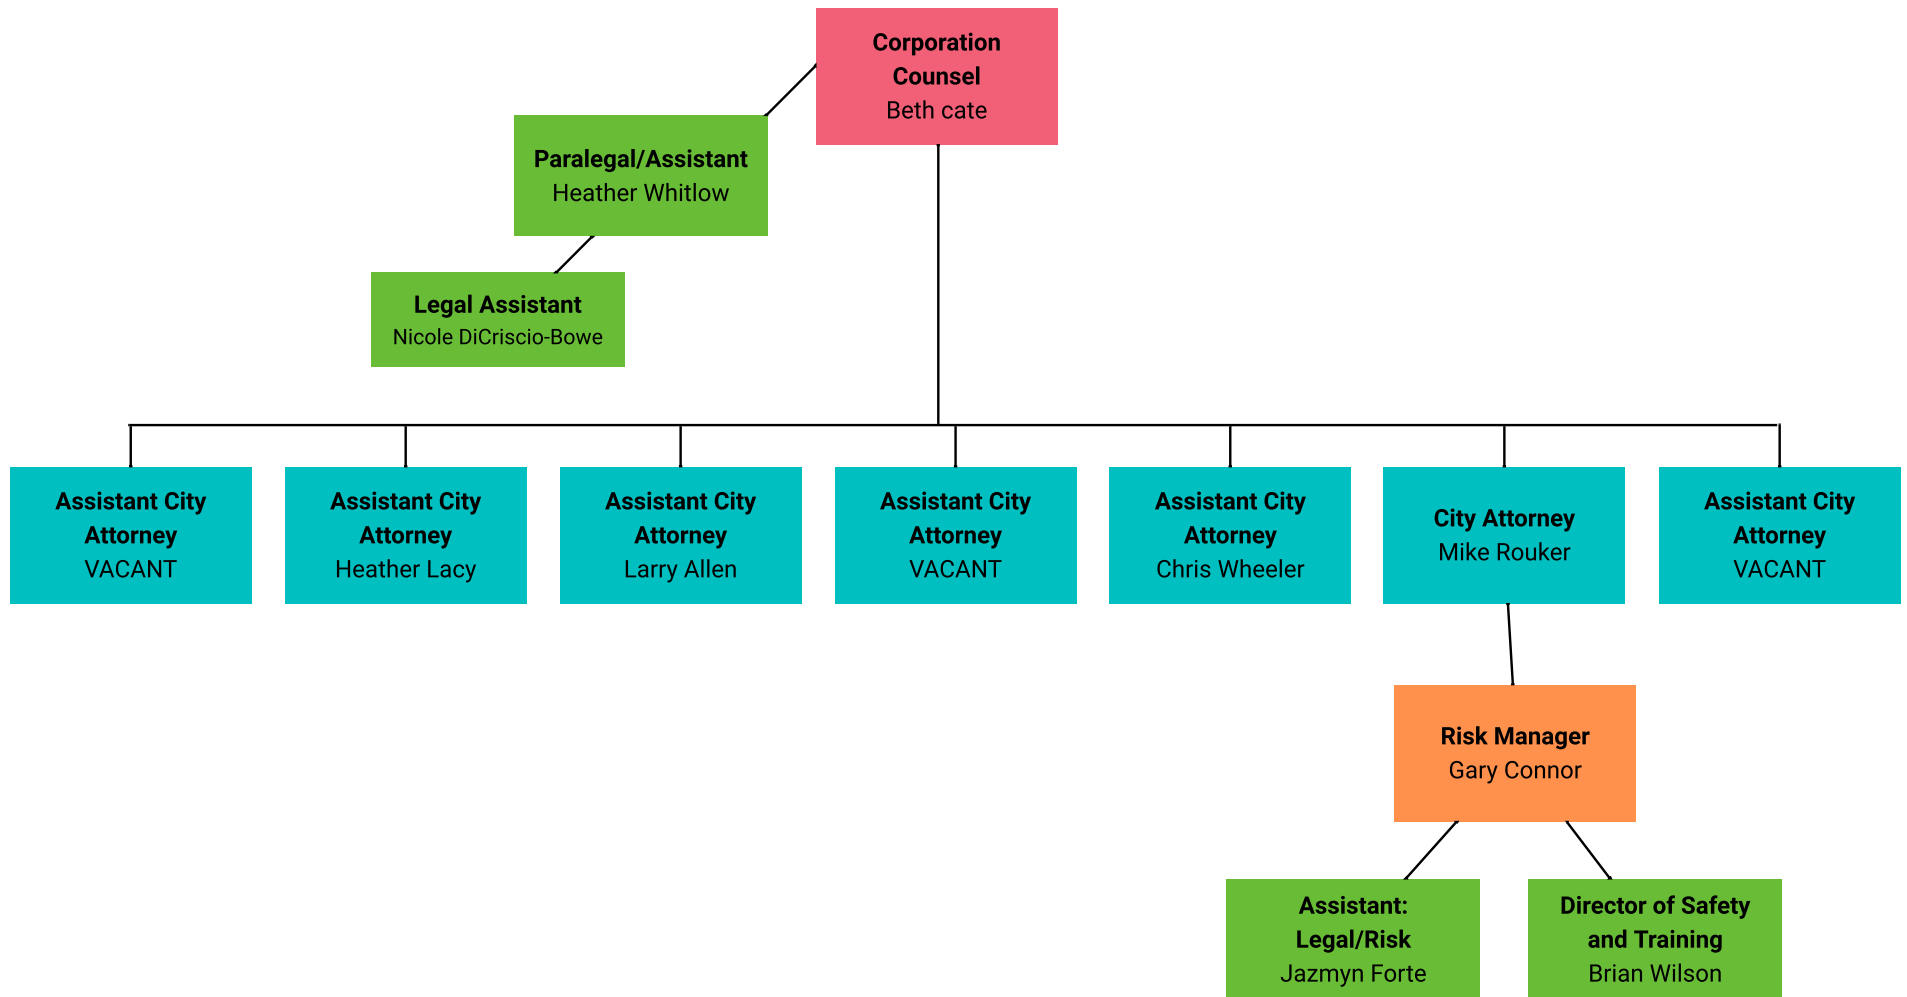 Corporation
Counsel
Beth cate
Paralegal/Assistant
Heather Whitlow
Legal Assistant
Nicole DiCriscio-Bowe
Assistant City
Attorney
VACANT
Assistant City
Attorney
Heather Lacy
Assistant City
Attorney
Larry Allen
Assistant City
Attorney
VACANT
Assistant City
Attorney
Chris Wheeler
City Attorney
Mike Rouker
Assistant City
Attorney
VACANT
Risk Manager
Gary Connor
Assistant:
Legal/Risk
Jazmyn Forte
Director of Safety
and Training
Brian Wilson